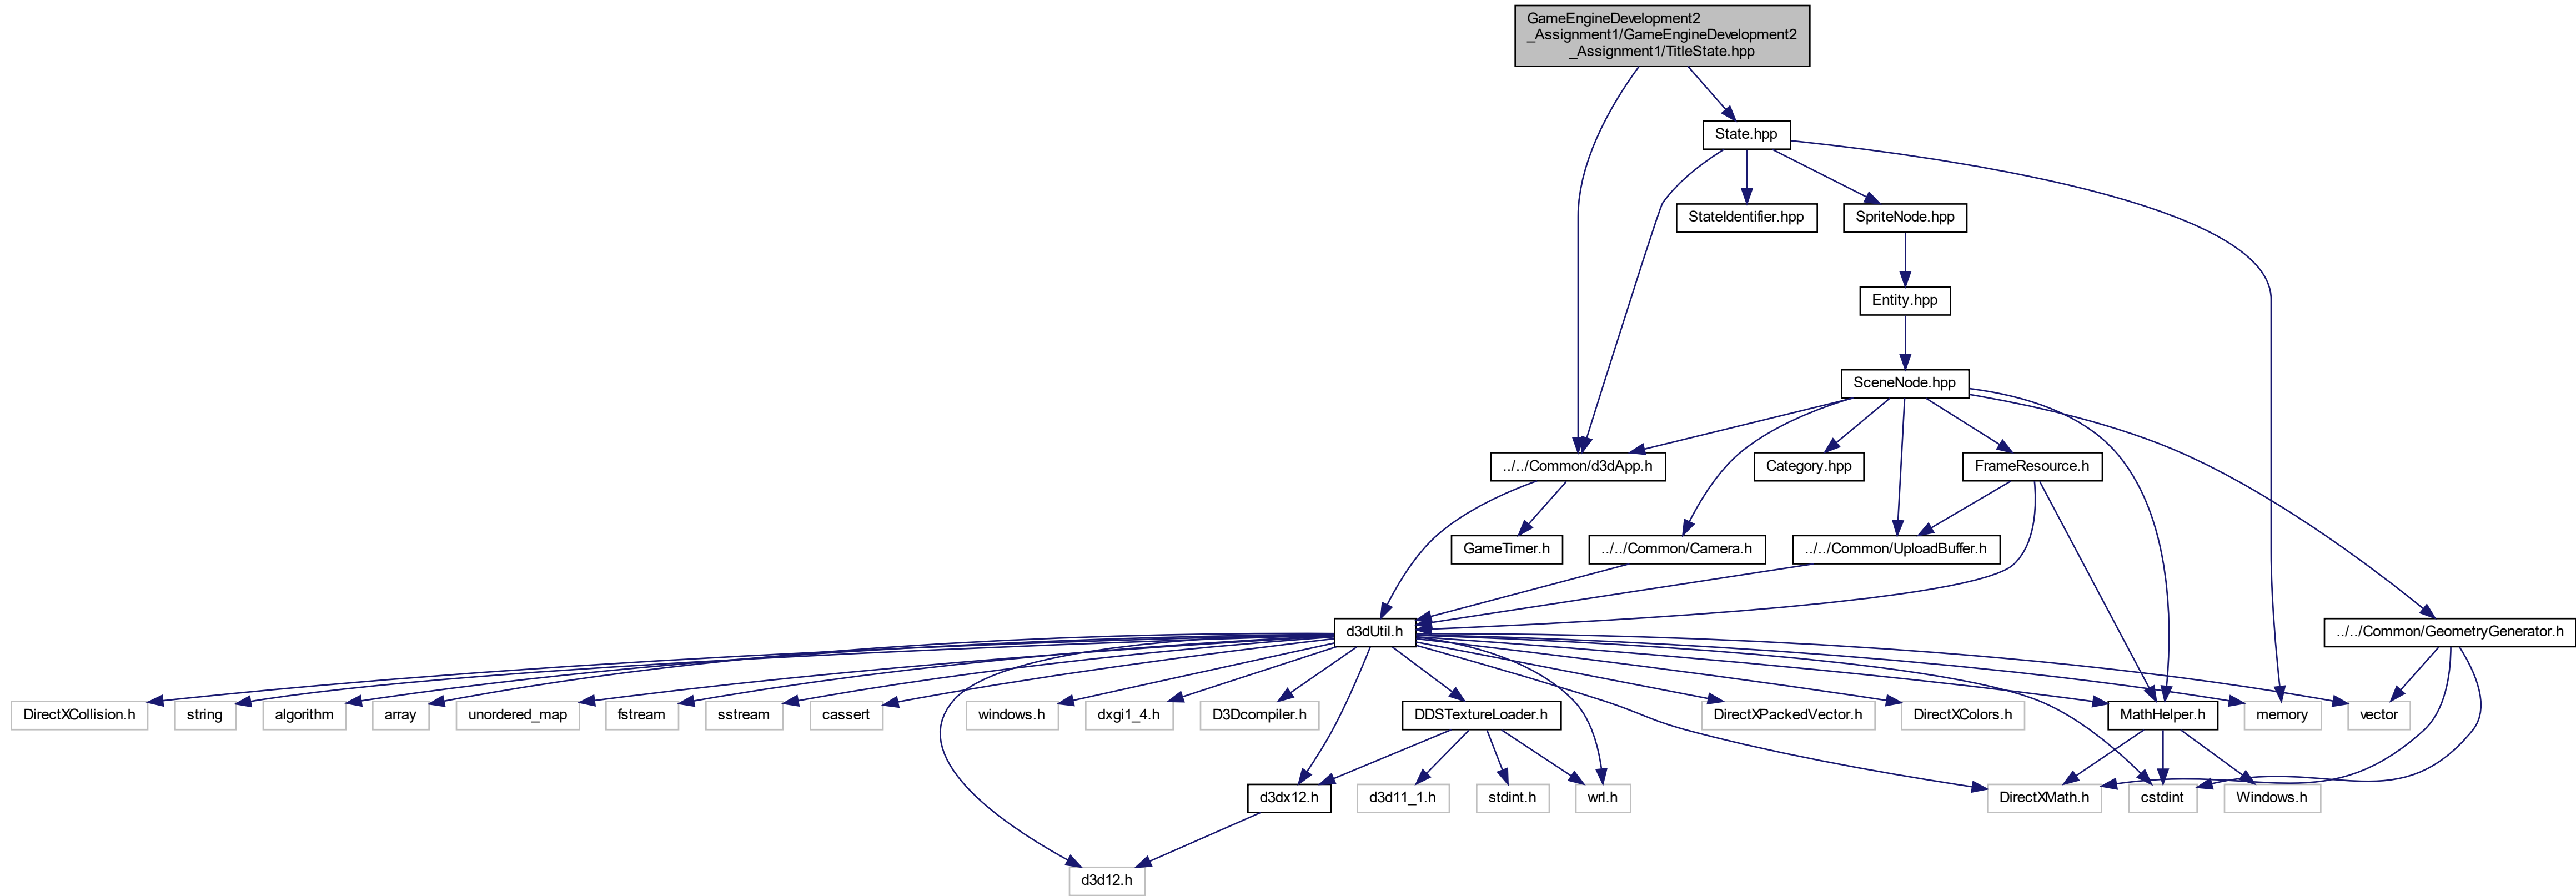 GameEngineDevelopment2
_Assignment1/GameEngineDevelopment2
_Assignment1/TitleState.hpp
State.hpp
StateIdentifier.hpp
SpriteNode.hpp
Entity.hpp
SceneNode.hpp
../../Common/d3dApp.h
Category.hpp
FrameResource.h
GameTimer.h
../../Common/Camera.h
../../Common/UploadBuffer.h
d3dUtil.h
../../Common/GeometryGenerator.h
DirectXCollision.h
string
algorithm
array
unordered_map
fstream
sstream
cassert
windows.h
dxgi1_4.h
D3Dcompiler.h
DDSTextureLoader.h
DirectXPackedVector.h
DirectXColors.h
MathHelper.h
memory
vector
d3dx12.h
d3d11_1.h
stdint.h
wrl.h
DirectXMath.h
cstdint
Windows.h
d3d12.h